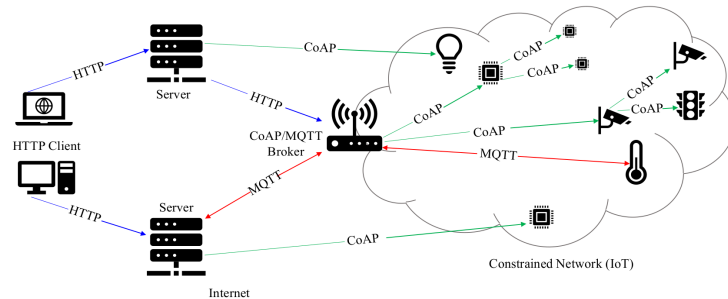 CoAP
CoAP
HTTP
CoAP
Server
HTTP
CoAP
CoAP
HTTP Client
CoAP/MQTT
Broker
CoAP
MQTT
MQTT
HTTP
Server
CoAP
Constrained Network (IoT)
Internet